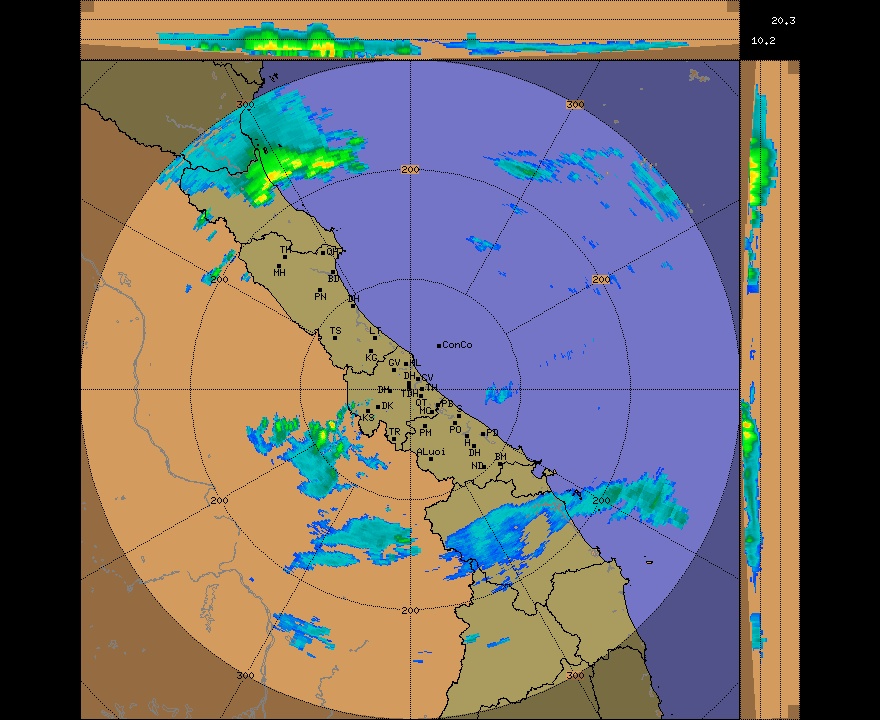 20.3
10.2
300 300
200
TH QH
MH
BD
200 200
PN
DH
TS LT
ConCo
KG
GV HL
DH CV
DH TH
TDH
QT
DK MC PB
KS
TR PM PO PD
H
ALuoi DH
ND BM
200 200
200
300 300